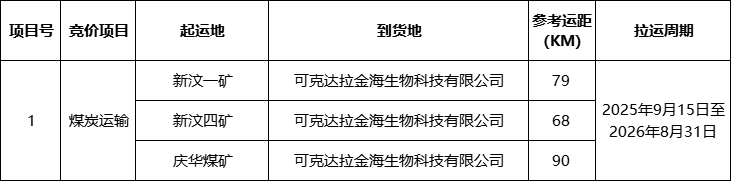 项目号 竞价项目 起运地 到货地 参考运距(KM) 拉运周期
1 煤炭运输 新汶一矿 可克达拉金海生物科技有限公司 79 2025年9月15日至2026年8月31日
新汶四矿 可克达拉金海生物科技有限公司 68
庆华煤矿 可克达拉金海生物科技有限公司 90